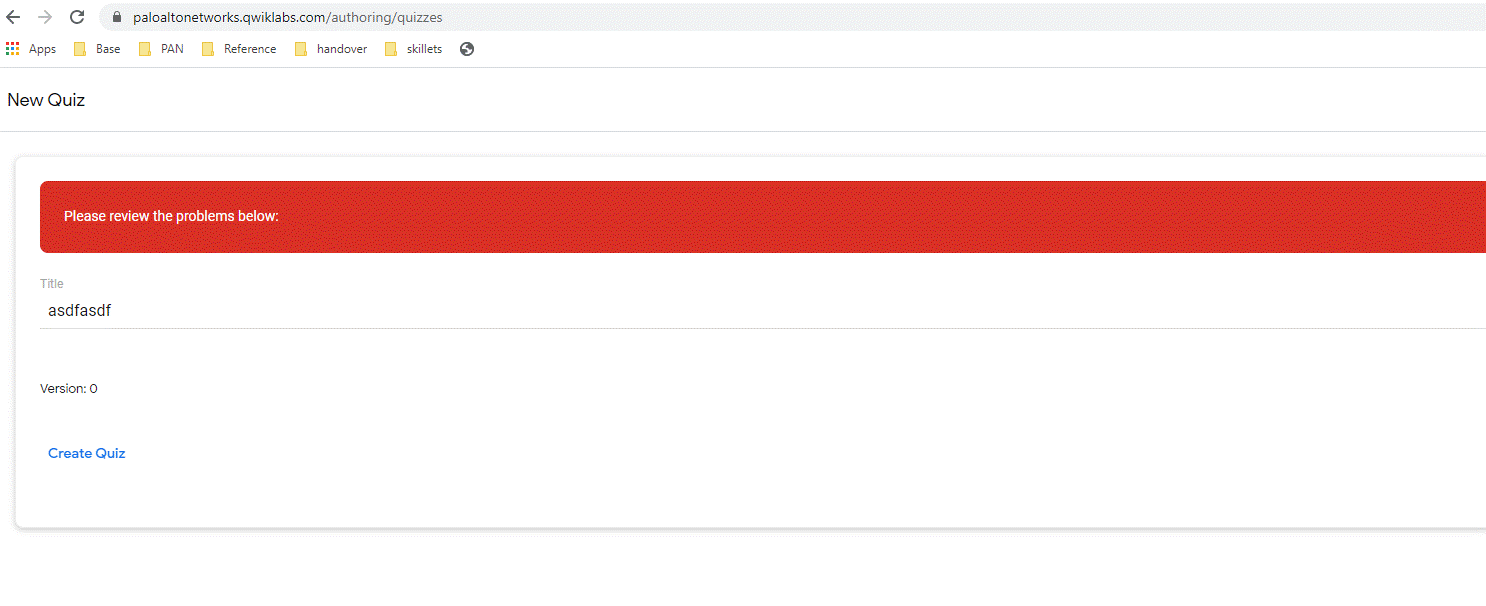 paloaltonetworks.qwiklabs.com/authoring/quizzes
Apps Base PAN Reference handover skillets
New Quiz
Please review the problems below:
Title
asdfasdf
Version: 0
Create Quiz